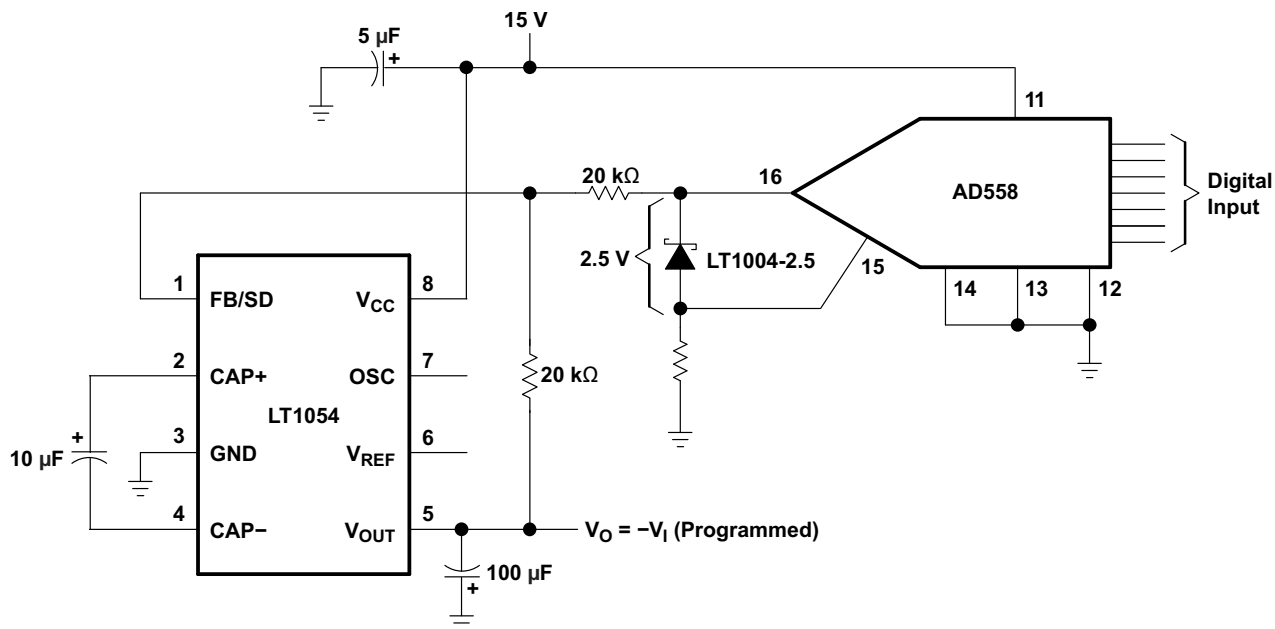 15 V
5 µF
+
11
16
20 kΩ
AD558
Digital
Input
2.5 V
LT1004-2.5
15
14
13
12
1
FB/SD
VCC
8
2
CAP+
OSC
7
20 kΩ
LT1054
+
10 µF
3
GND
VREF
6
4
CAP−
VOUT
5
VO = −VI (Programmed)
100 µF
+